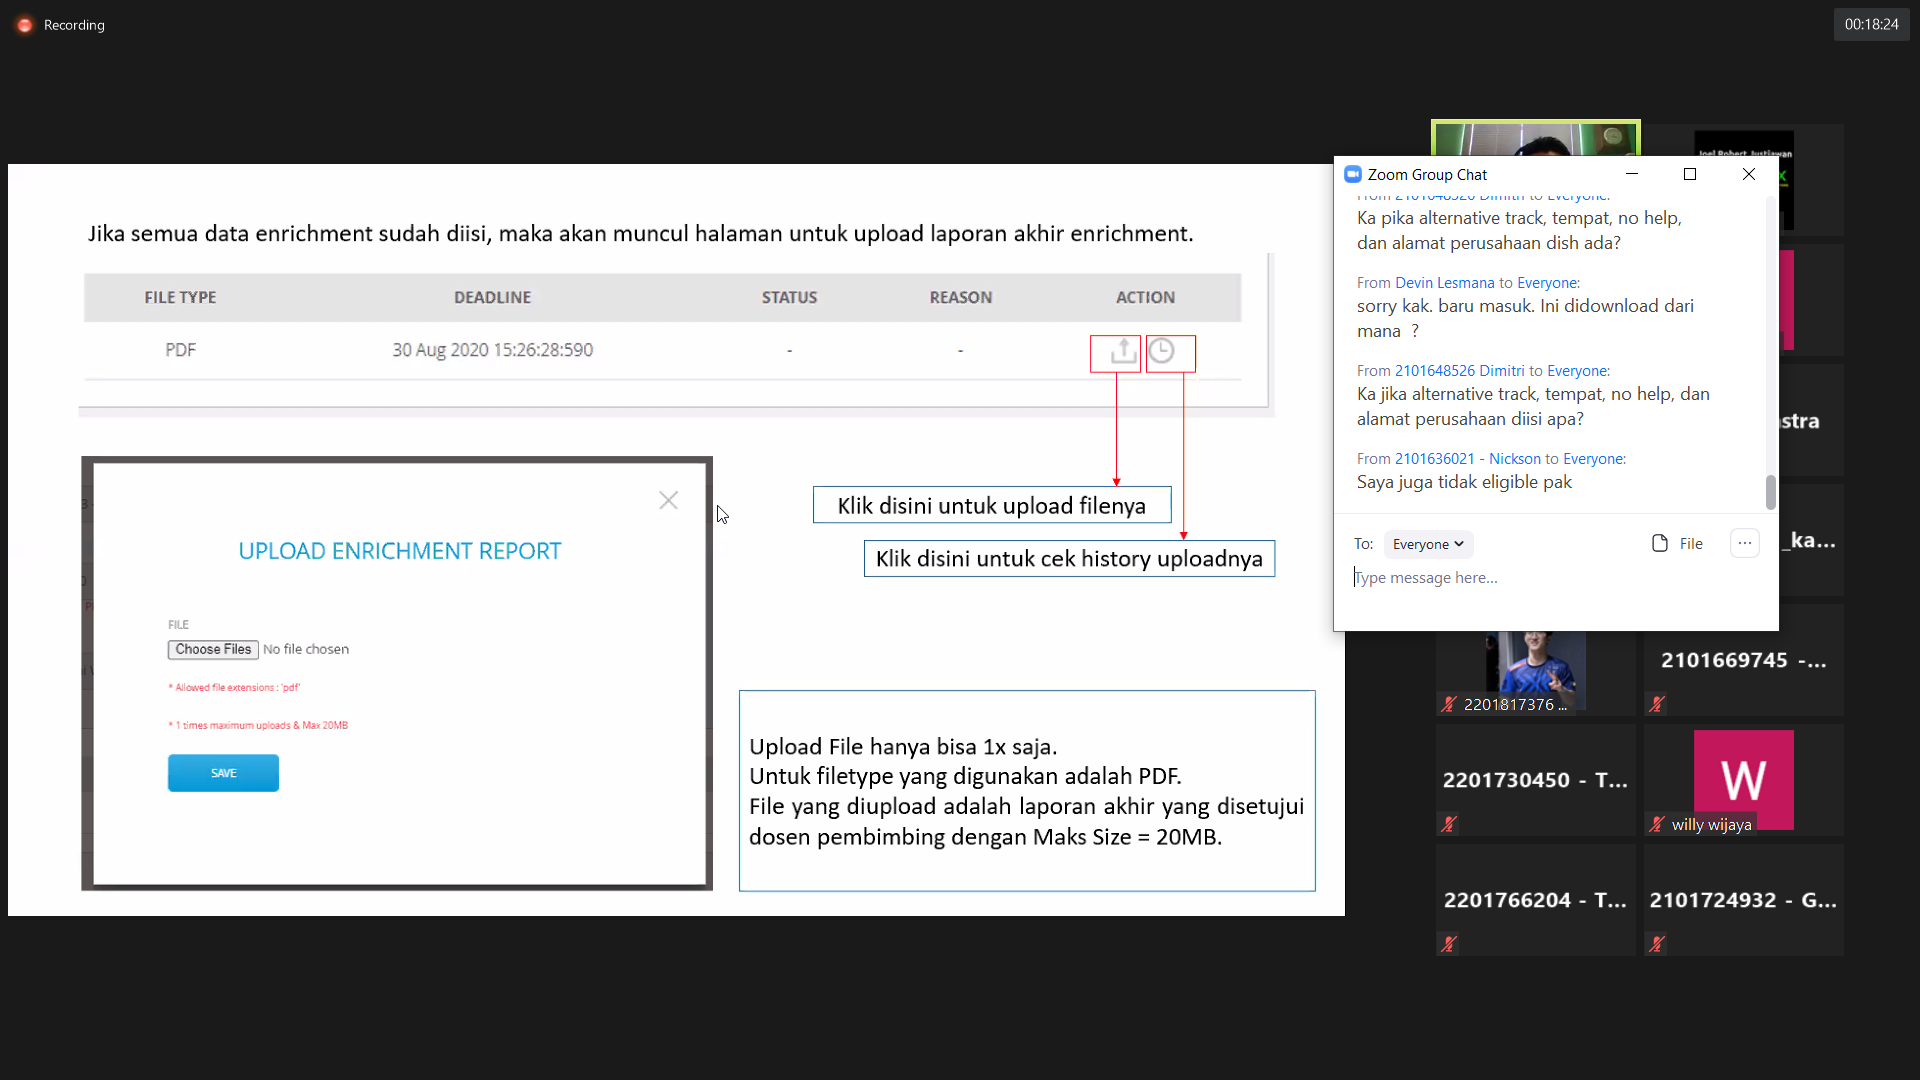 Recording
00:18:24
Jika semua data enrichment sudah diisi, maka akan muncul halaman untuk upload laporan akhir enrichment.
FILE TYPE DEADLINE STATUS REASON ACTION
PDF 30 Aug 2020 15:26:28:590 - -
Klik disini untuk upload filenya
Klik disini untuk cek history uploadnya
UPLOAD ENRICHMENT REPORT
FILE
Choose Files No file chosen
* Allowed file extensions : 'pdf'
* 1 times maximum uploads & Max 20MB
SAVE
Upload File hanya bisa 1x saja.
Untuk filetype yang digunakan adalah PDF.
File yang diupload adalah laporan akhir yang disetujui
dosen pembimbing dengan Maks Size = 20MB.
Zoom Group Chat
From 2101648526 Dimitri to Everyone:
Ka pika alternative track, tempat, no help,
dan alamat perusahaan dish ada?
From Devin Lesmana to Everyone:
sorry kak. baru masuk. Ini didownload dari
mana ?
From 2101648526 Dimitri to Everyone:
Ka jika alternative track, tempat, no help, dan
alamat perusahaan diisi apa?
From 2101636021 - Nickson to Everyone:
Saya juga tidak eligible pak
To: Everyone File ...
Type message here...
Joel Robert Justiawan
stra
_ka...
2201817376 ...
2101669745 -...
2201730450 - T...
W
willy wijaya
2201766204 - T...
2101724932 - G...